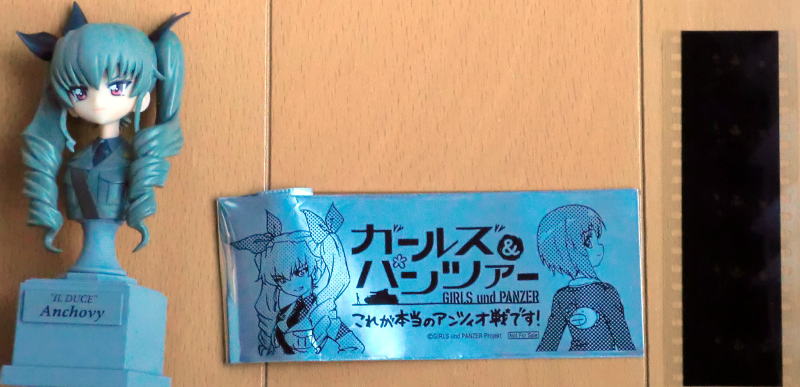 "IL DUCE"
Anchovy
ガールズ&
パンツァー
GIRLS und PANZER
これが本当のアンツィオ戦です!
©GIRLS und PANZER Projekt Not For Sale